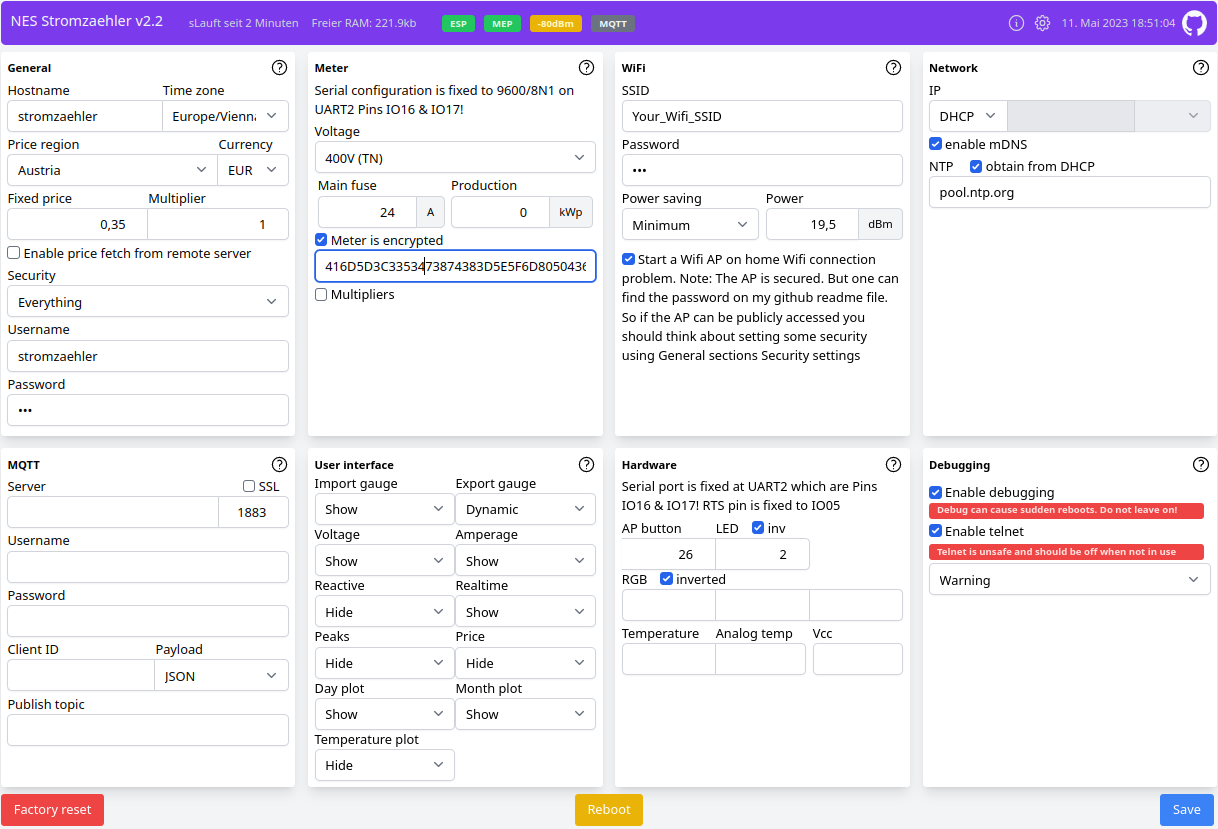 NES Stromzaehler v2.2 sLauft seit 2 Minuten Freier RAM: 221.9kb ESP MEP -80dBm MQTT 11. Mai 2023 18:51:04
General
Hostname Time zone
stromzaehler Europe/Vienna
Price region Currency
Austria EUR
Fixed price Multiplier
0,35 1
Enable price fetch from remote server
Security
Everything
Username
stromzaehler
Password
•••
Meter
Serial configuration is fixed to 9600/8N1 on
UART2 Pins IO16 & IO17!
Voltage
400V (TN)
Main fuse Production
24 A 0 kWp
Meter is encrypted
416D5D3C3353473874383D5E5F6D8050436
Multipliers
WiFi
SSID
Your_Wifi_SSID
Password
•••
Power saving Power
Minimum 19,5 dBm
Start a Wifi AP on home Wifi connection
problem. Note: The AP is secured. But one can
find the password on my github readme file.
So if the AP can be publicly accessed you
should think about setting some security
using General sections Security settings
Network
IP
DHCP
enable mDNS
NTP obtain from DHCP
pool.ntp.org
MQTT
Server SSL
1883
Username
Password
Client ID Payload
JSON
Publish topic
User interface
Import gauge Export gauge
Show Dynamic
Voltage Amperage
Show Show
Reactive Realtime
Hide Show
Peaks Price
Hide Hide
Day plot Month plot
Show Show
Temperature plot
Hide
Hardware
Serial port is fixed at UART2 which are Pins
IO16 & IO17! RTS pin is fixed to IO05
AP button LED inv
26 2
RGB inverted
Temperature Analog temp Vcc
Debugging
Enable debugging
Debug can cause sudden reboots. Do not leave on!
Enable telnet
Telnet is unsafe and should be off when not in use
Warning
Factory reset Reboot Save